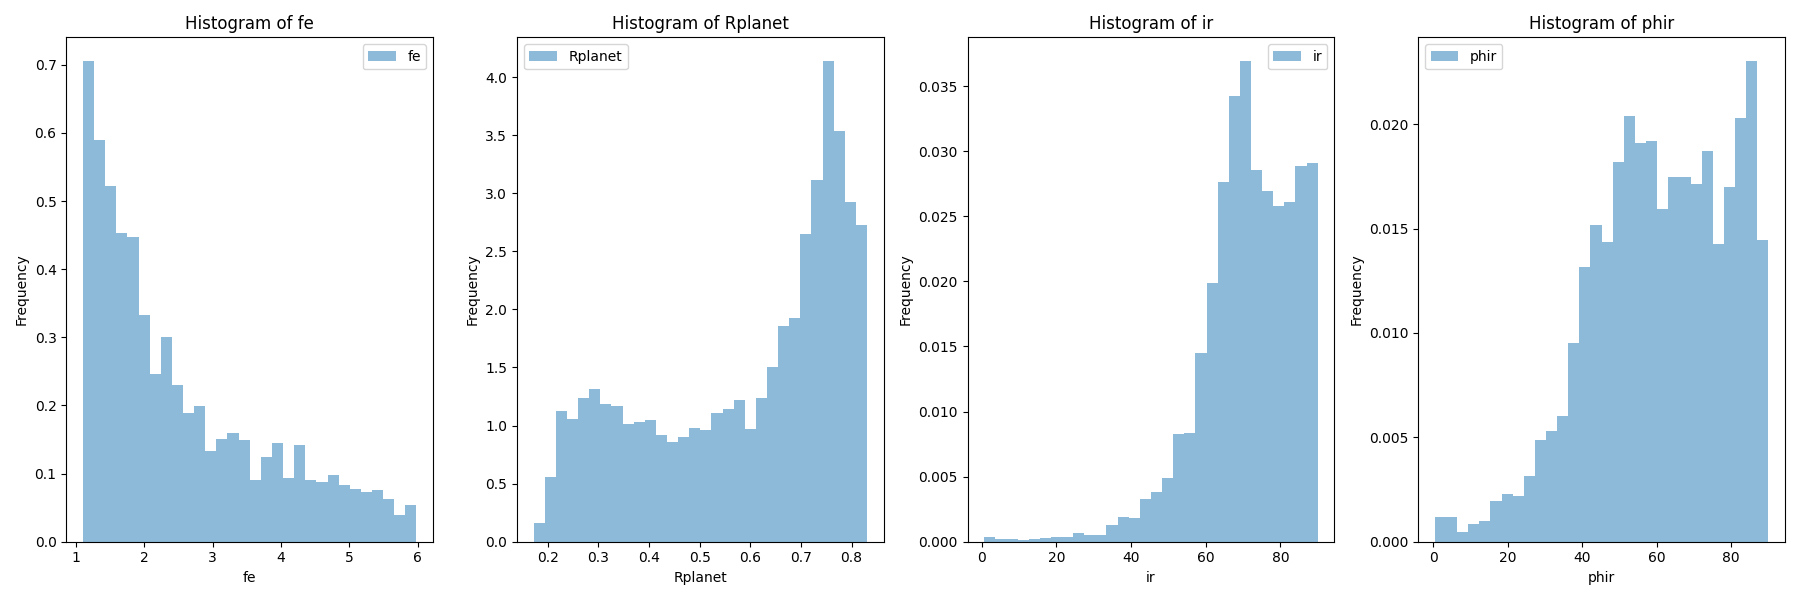 Histogram of fe
fe
0.7
0.6
0.5
0.4
0.3
0.2
0.1
0.0
Frequency
1 2 3 4 5 6
fe
Histogram of Rplanet
Rplanet
4.0
3.5
3.0
2.5
2.0
1.5
1.0
0.5
0.0
Frequency
0.2 0.3 0.4 0.5 0.6 0.7 0.8
Rplanet
Histogram of ir
ir
0.035
0.030
0.025
0.020
0.015
0.010
0.005
0.000
Frequency
0 20 40 60 80
ir
Histogram of phir
phir
0.020
0.015
0.010
0.005
0.000
Frequency
0 20 40 60 80
phir